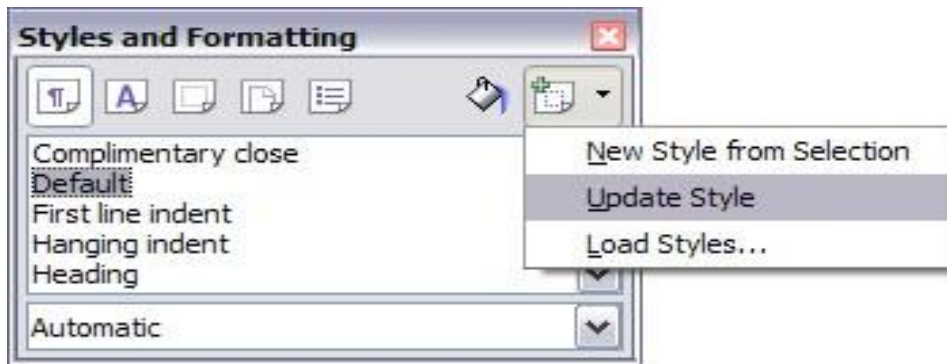 Styles and Formatting
New Style from Selection
Update Style
Load Styles...
Complimentary close
Default
First line indent
Hanging indent
Heading
Automatic